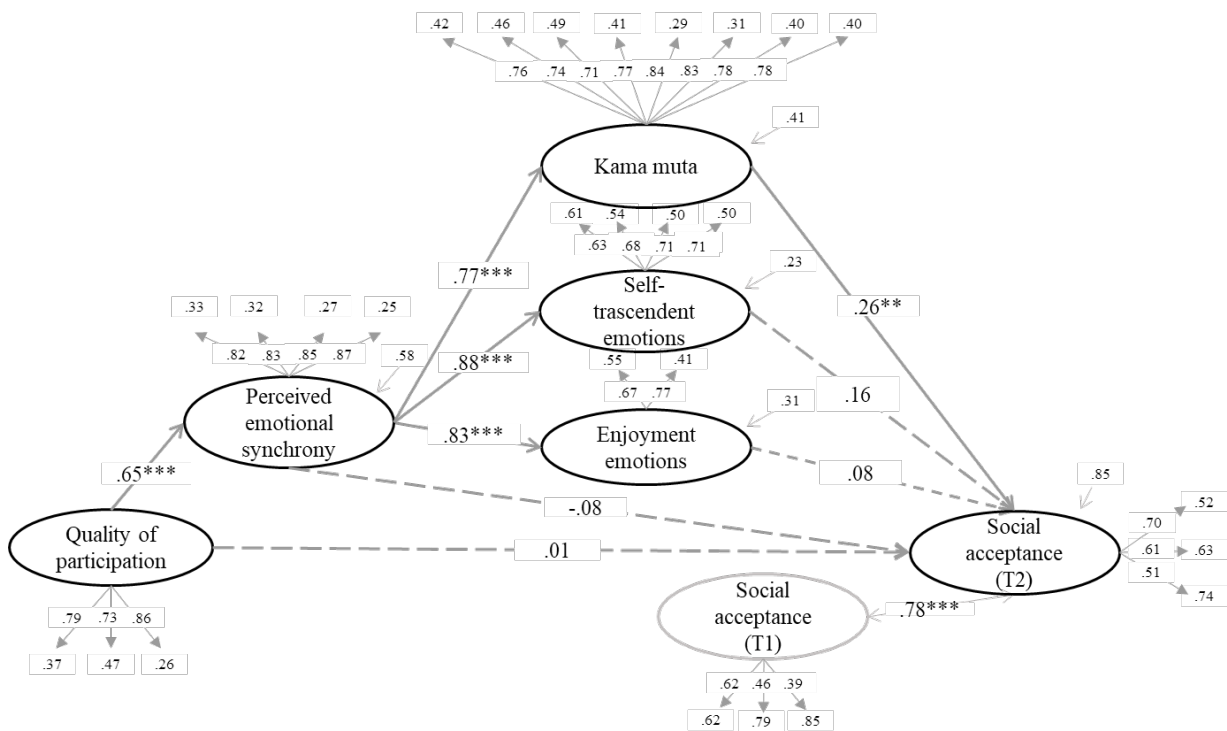 .42 .46 .49 .41 .29 .31 .40 .40
.76 .74 .71 .77 .84 .83 .78 .78
.41
Kama muta
.61 .54 .50 .50
.63 .68 .71 .71
.23
.77***
Self-
trascendent
emotions
.26**
.33 .32 .27 .25
.82 .83 .85 .87
.58
.88***
.55 .41
.67 .77
.31
.16
Perceived
emotional
synchrony
.83***
Enjoyment
emotions
.65***
.08
-.08
.85
Quality of
participation
.01
Social
acceptance
(T2)
.70 .52
.61 .63
.51 .74
Social
acceptance
(T1)
.78***
.79 .73 .86
.37 .47 .26
.62 .46 .39
.62 .79 .85